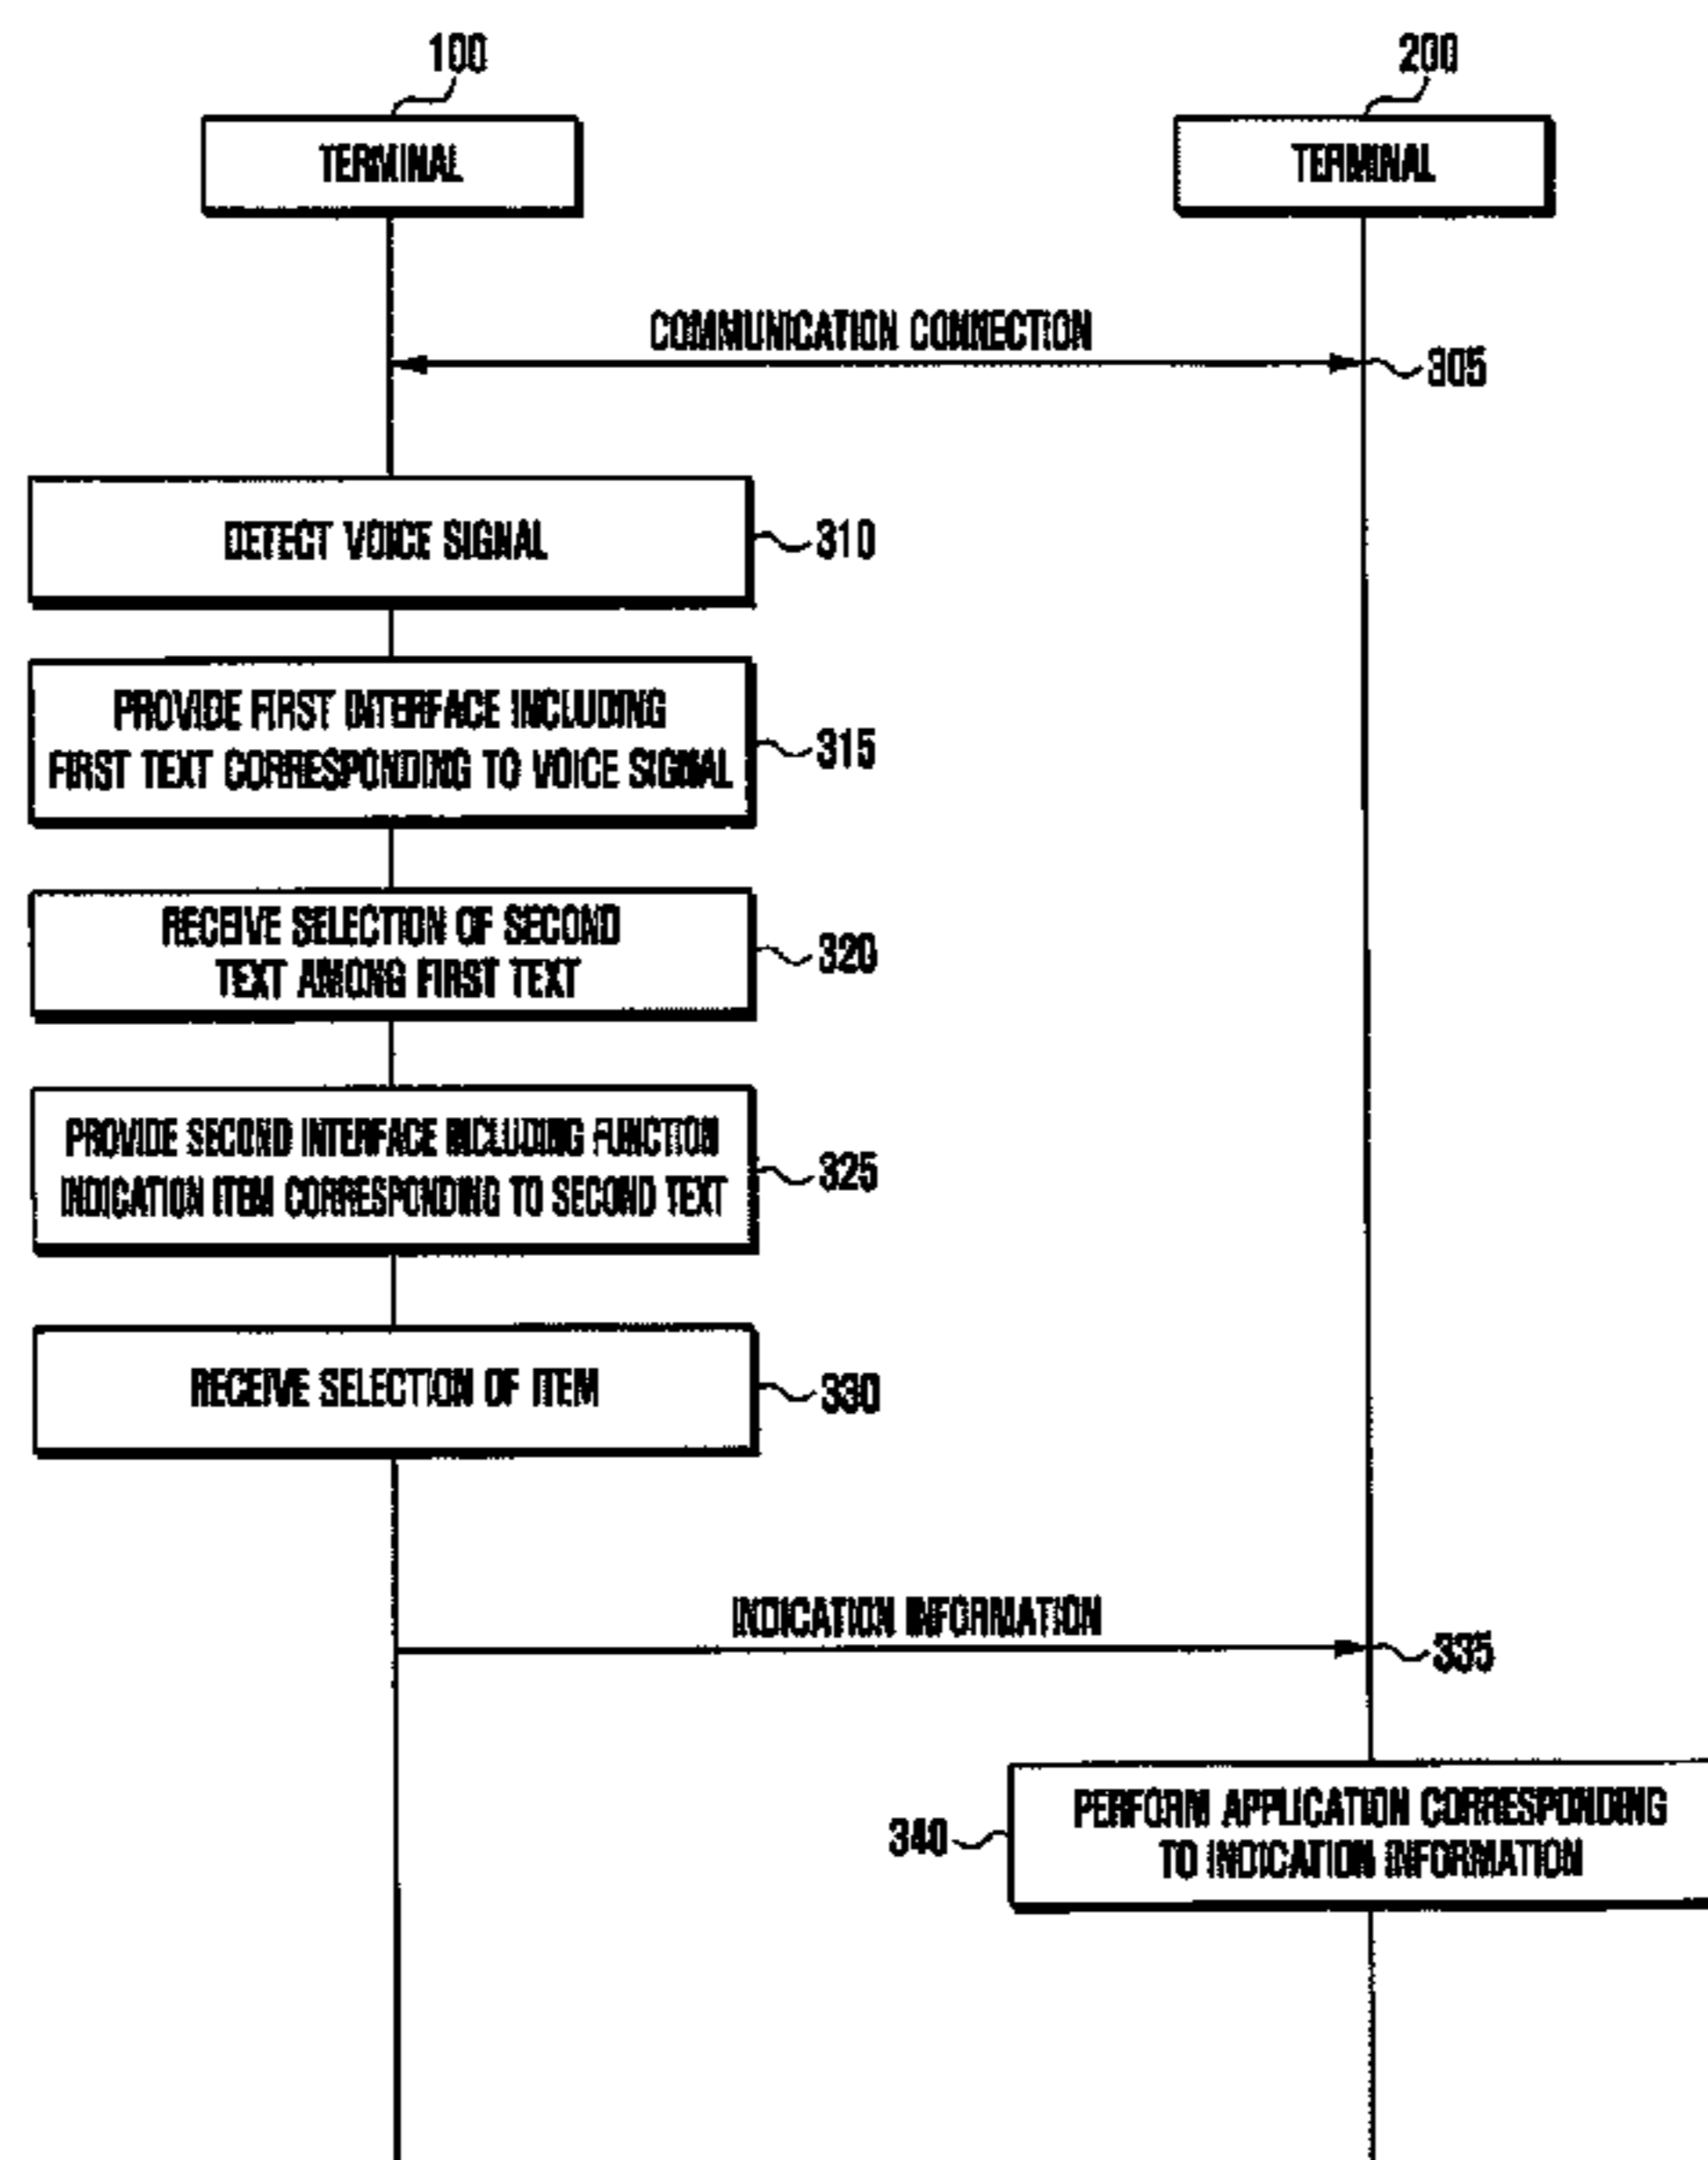 100
200
TERMINAL
TERMINAL
COMMUNICATION CONNECTION
305
DETECT VOICE SIGNAL
310
PROVIDE FIRST INTERFACE INCLUDING
FIRST TEXT CORRESPONDING TO VOICE SIGNAL
315
RECEIVE SELECTION OF SECOND
TEXT AMONG FIRST TEXT
320
PROVIDE SECOND INTERFACE INCLUDING FUNCTION
INDICATION ITEM CORRESPONDING TO SECOND TEXT
325
RECEIVE SELECTION OF ITEM
330
INDICATION INFORMATION
335
PERFORM APPLICATION CORRESPONDING
TO INDICATION INFORMATION
340